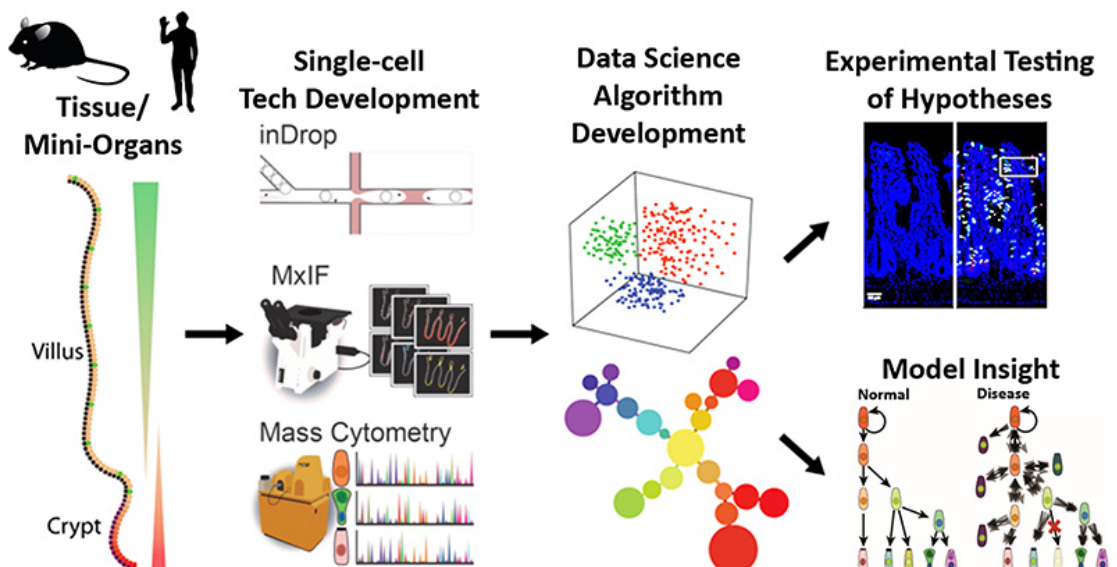 Tissue/
Mini-Organs
Villus
Crypt
Single-cell
Tech Development
inDrop
MxIF
Mass Cytometry
Data Science
Algorithm
Development
Experimental Testing
of Hypotheses
Model Insight
Normal
Disease